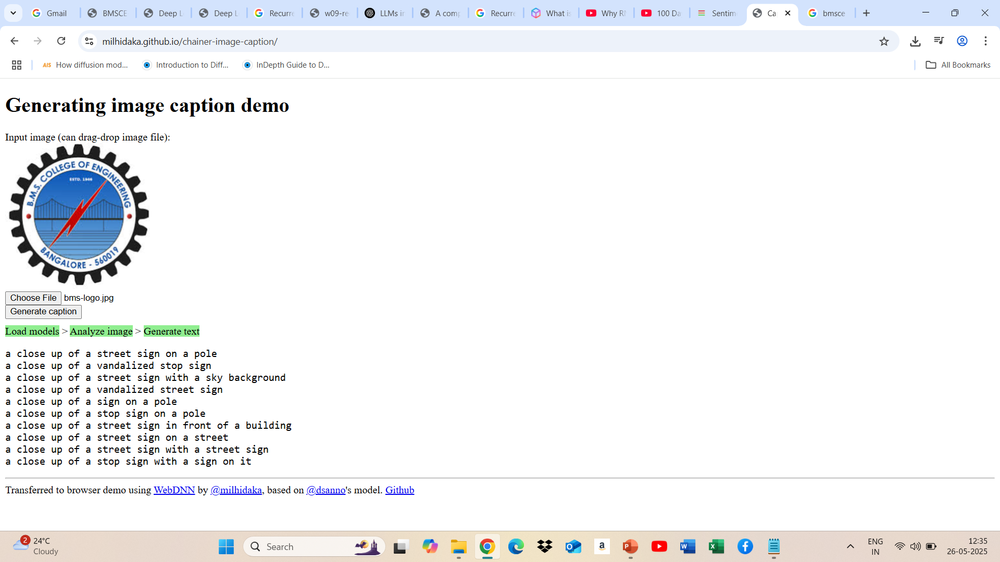 Gmail
BMSCE
Deep L
Deep L
Recurre
w09-re
LLMs in
A comp
Recurre
What is
Why RN
100 Da
Sentim
Ca
bmsce
milhidaka.github.io/chainer-image-caption/
AIS How diffusion mod...
Introduction to Diff...
InDepth Guide to D...
All Bookmarks
Generating image caption demo
Input image (can drag-drop image file):
B.M.S. COLLEGE OF ENGINEERING
ESTD. 1946
BANGALORE - 560019
Choose File bms-logo.jpg
Generate caption
Load models > Analyze image > Generate text
a close up of a street sign on a pole
a close up of a vandalized stop sign
a close up of a street sign with a sky background
a close up of a vandalized street sign
a close up of a sign on a pole
a close up of a stop sign on a pole
a close up of a street sign in front of a building
a close up of a street sign on a street
a close up of a street sign with a street sign
a close up of a stop sign with a sign on it
Transferred to browser demo using WebDNN by @milhidaka, based on @dsanno's model. Github
2
24°C
Cloudy
Search
ENG
IN
12:35
26-05-2025